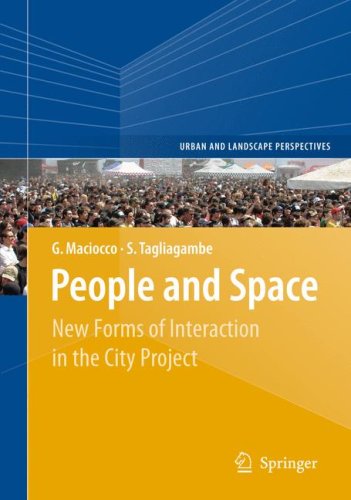 URBAN AND LANDSCAPE PERSPECTIVES
G. Maciocco · S. Tagliagambe
People and Space
New Forms of Interaction
in the City Project
Springer